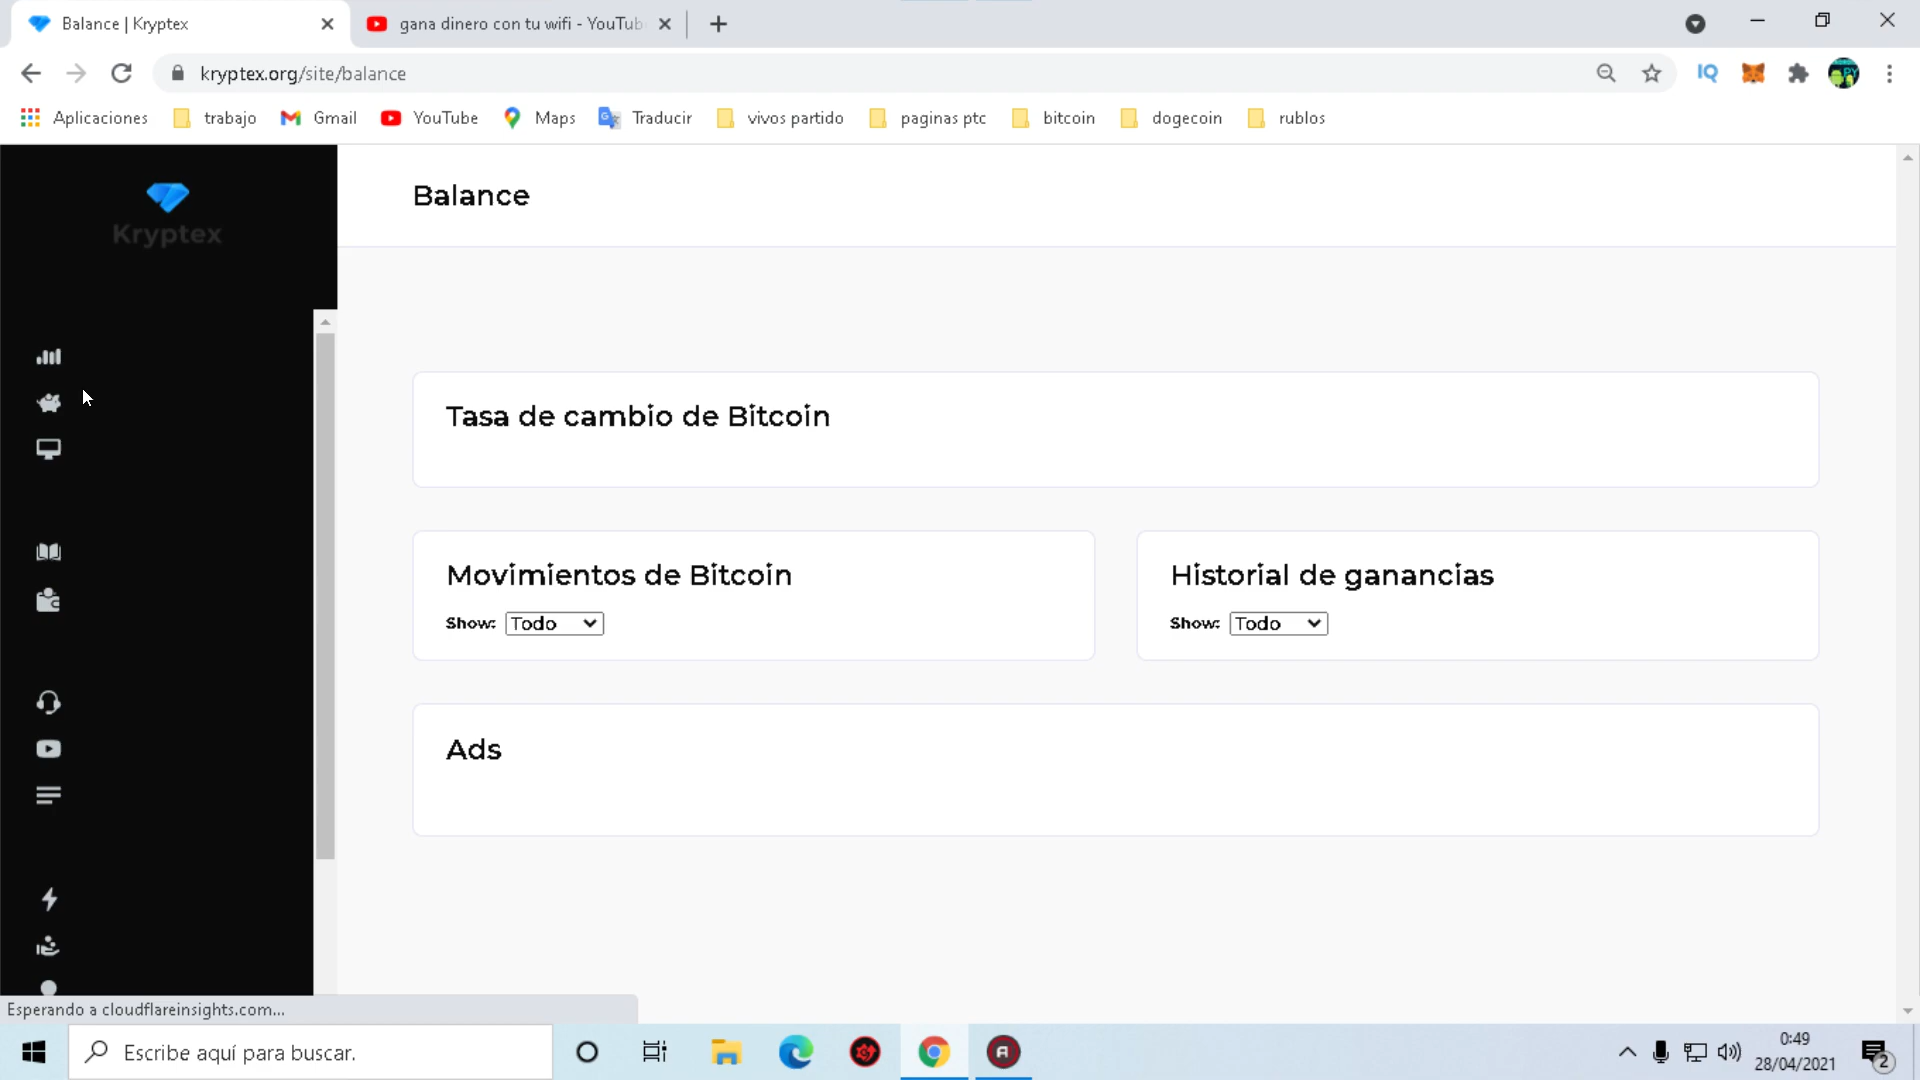 Balance | Kryptex
gana dinero con tu wifi - YouTub
kryptex.org/site/balance
IQ
Aplicaciones
trabajo
Gmail
YouTube
Maps
Traducir
vivos partido
paginas ptc
bitcoin
dogecoin
rublos
Kryptex
Balance
Tasa de cambio de Bitcoin
Movimientos de Bitcoin
Show: Todo
Historial de ganancias
Show: Todo
Ads
Esperando a cloudflareinsights.com...
Escribe aquí para buscar.
0:49
28/04/2021
2